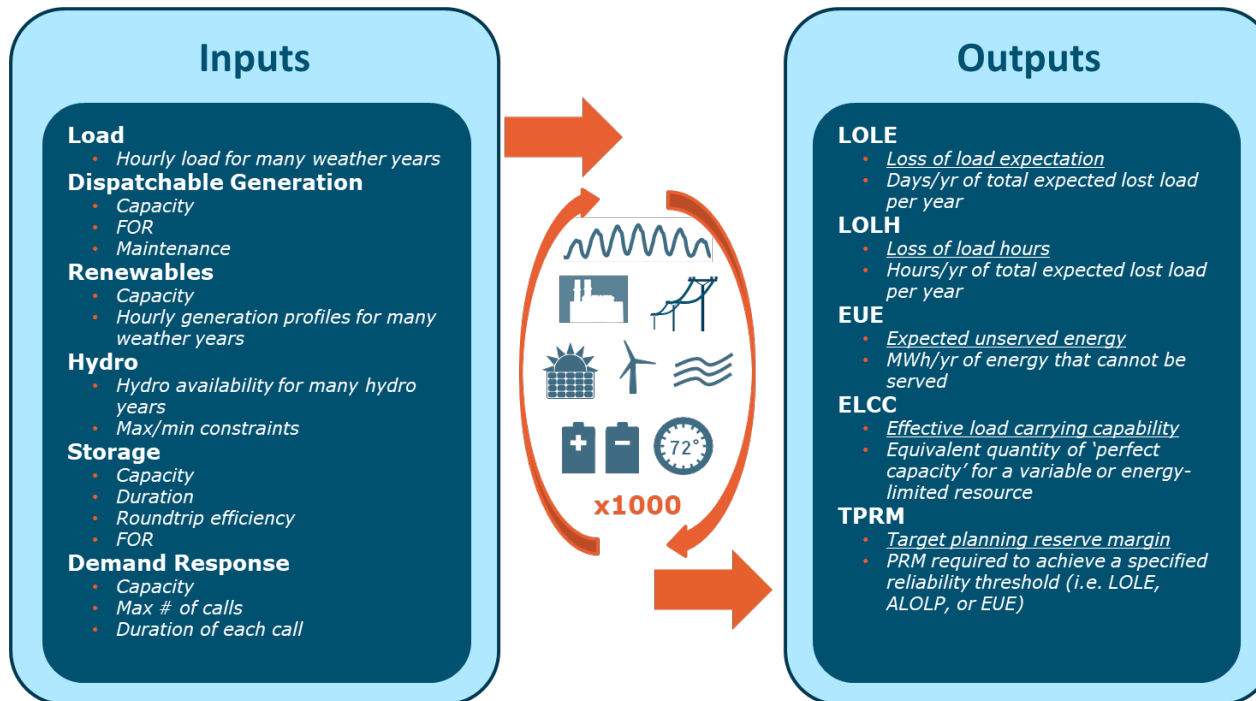 Inputs
Load
• Hourly load for many weather years
Dispatchable Generation
• Capacity
• FOR
• Maintenance
Renewables
• Capacity
• Hourly generation profiles for many
weather years
Hydro
• Hydro availability for many hydro
years
• Max/min constraints
Storage
• Capacity
• Duration
• Roundtrip efficiency
• FOR
Demand Response
• Capacity
• Max # of calls
• Duration of each call
72°
x1000
Outputs
LOLE
• Loss of load expectation
• Days/yr of total expected lost load
per year
LOLH
• Loss of load hours
• Hours/yr of total expected lost load
per year
EUE
• Expected unserved energy
• MWh/yr of energy that cannot be
served
ELCC
• Effective load carrying capability
• Equivalent quantity of ‘perfect
capacity’ for a variable or energy-
limited resource
TPRM
• Target planning reserve margin
• PRM required to achieve a specified
reliability threshold (i.e. LOLE,
ALOLP, or EUE)